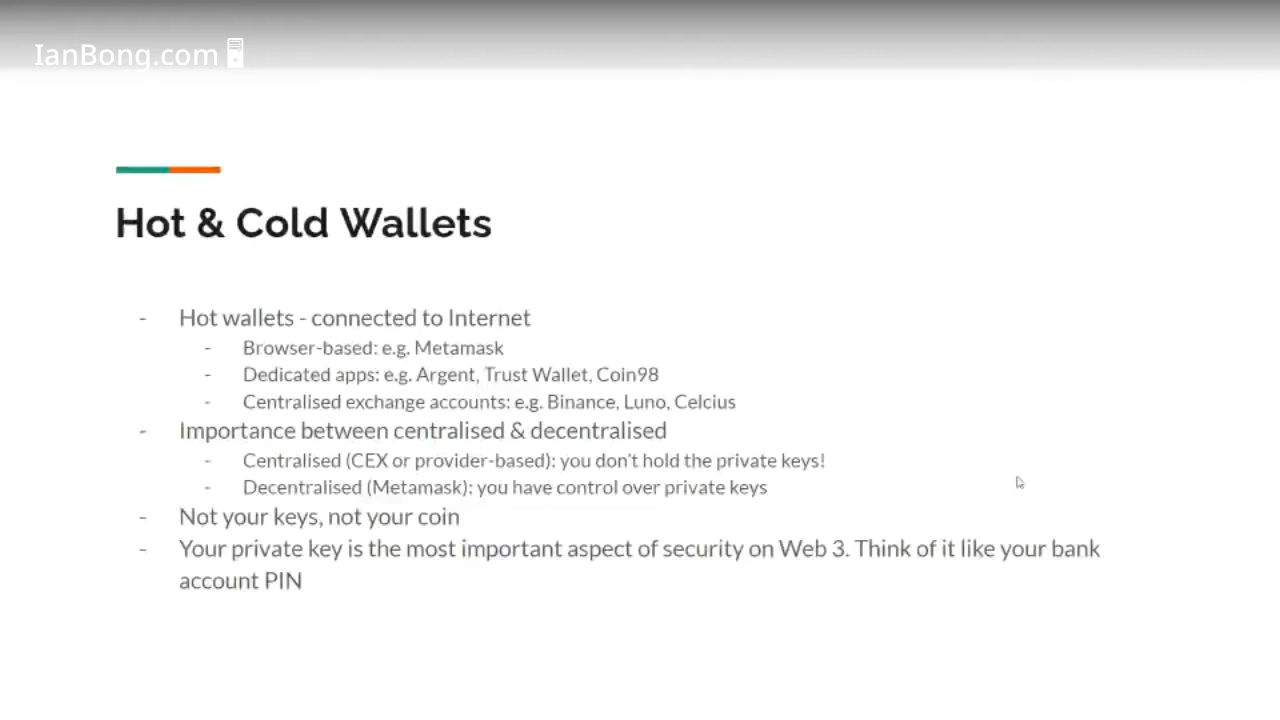 IanBong.com
Hot & Cold Wallets
- Hot wallets - connected to Internet
- Browser-based: e.g. Metamask
- Dedicated apps: e.g. Argent, Trust Wallet, Coin98
- Centralised exchange accounts: e.g. Binance, Luno, Celcius
- Importance between centralised & decentralised
- Centralised (CEX or provider-based): you don't hold the private keys!
- Decentralised (Metamask): you have control over private keys
- Not your keys, not your coin
- Your private key is the most important aspect of security on Web 3. Think of it like your bank
account PIN